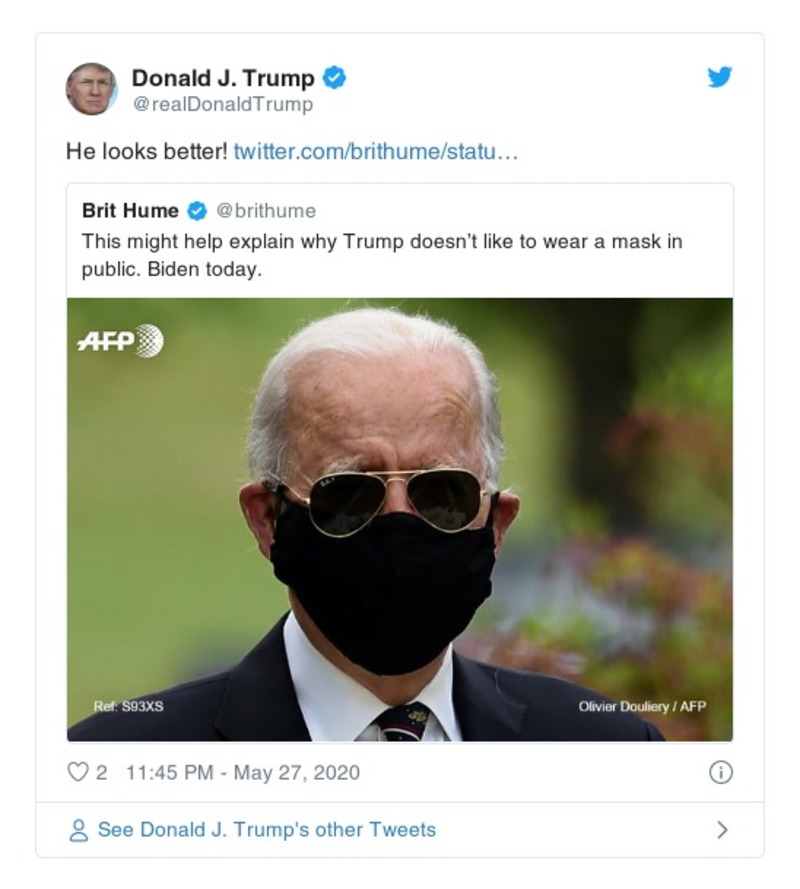 Donald J. Trump
@realDonaldTrump
He looks better! twitter.com/brithume/statu…
Brit Hume @brithume
This might help explain why Trump doesn’t like to wear a mask in
public. Biden today.
AFP
Ref: S93XS
Olivier Douliery / AFP
2 11:45 PM - May 27, 2020
See Donald J. Trump's other Tweets